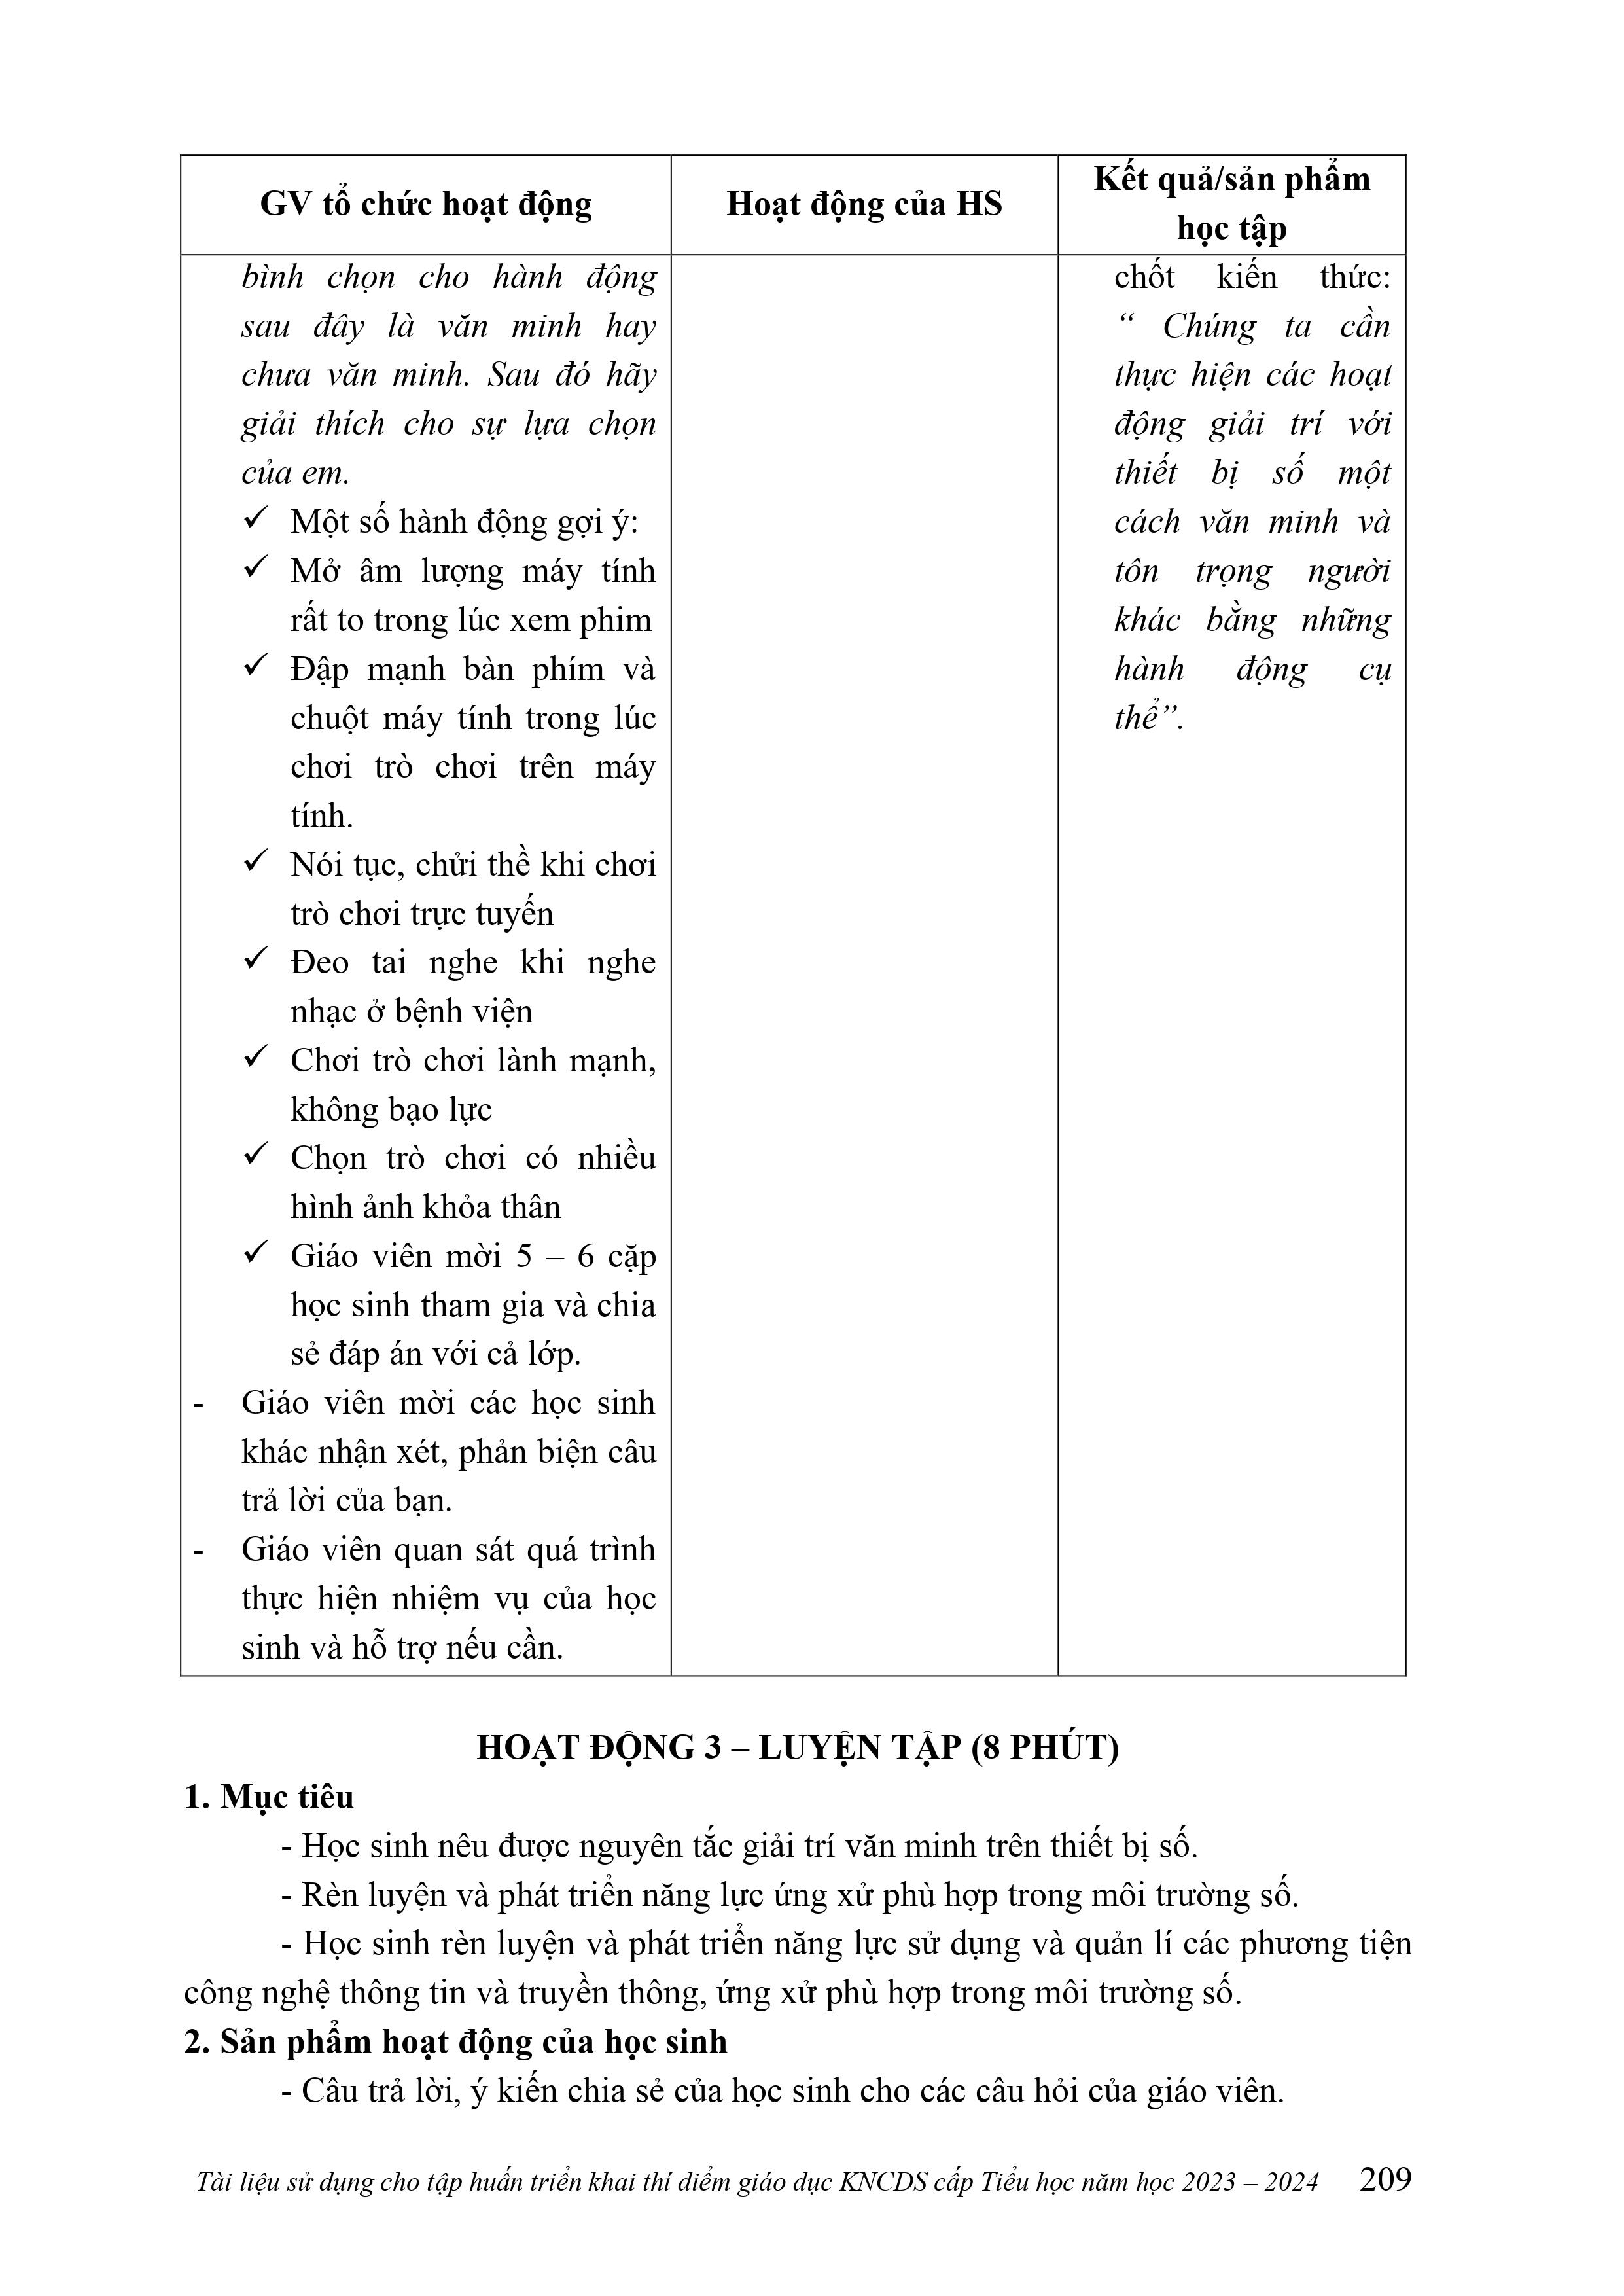 GV tổ chức hoạt động
Hoạt động của HS
Kết quả/sản phẩm
học tập
bình chọn cho hành động
sau đây là văn minh hay
chưa văn minh. Sau đó hãy
giải thích cho sự lựa chọn
của em.
✓ Một số hành động gợi ý:
✓ Mở âm lượng máy tính
rất to trong lúc xem phim
✓ Đập mạnh bàn phím và
chuột máy tính trong lúc
chơi trò chơi trên máy
tính.
✓ Nói tục, chửi thề khi chơi
trò chơi trực tuyến
✓ Đeo tai nghe khi nghe
nhạc ở bệnh viện
✓ Chơi trò chơi lành mạnh,
không bạo lực
✓ Chọn trò chơi có nhiều
hình ảnh khỏa thân
✓ Giáo viên mời 5 – 6 cặp
học sinh tham gia và chia
sẻ đáp án với cả lớp.
- Giáo viên mời các học sinh
khác nhận xét, phản biện câu
trả lời của bạn.
- Giáo viên quan sát quá trình
thực hiện nhiệm vụ của học
sinh và hỗ trợ nếu cần.
chốt kiến thức:
“ Chúng ta cần
thực hiện các hoạt
động giải trí với
thiết bị số một
cách văn minh và
tôn trọng người
khác bằng những
hành động cụ
thể”.
HOẠT ĐỘNG 3 – LUYỆN TẬP (8 PHÚT)
1. Mục tiêu
- Học sinh nêu được nguyên tắc giải trí văn minh trên thiết bị số.
- Rèn luyện và phát triển năng lực ứng xử phù hợp trong môi trường số.
- Học sinh rèn luyện và phát triển năng lực sử dụng và quản lí các phương tiện
công nghệ thông tin và truyền thông, ứng xử phù hợp trong môi trường số.
2. Sản phẩm hoạt động của học sinh
- Câu trả lời, ý kiến chia sẻ của học sinh cho các câu hỏi của giáo viên.
Tài liệu sử dụng cho tập huấn triển khai thí điểm giáo dục KNCDS cấp Tiểu học năm học 2023 – 2024 209